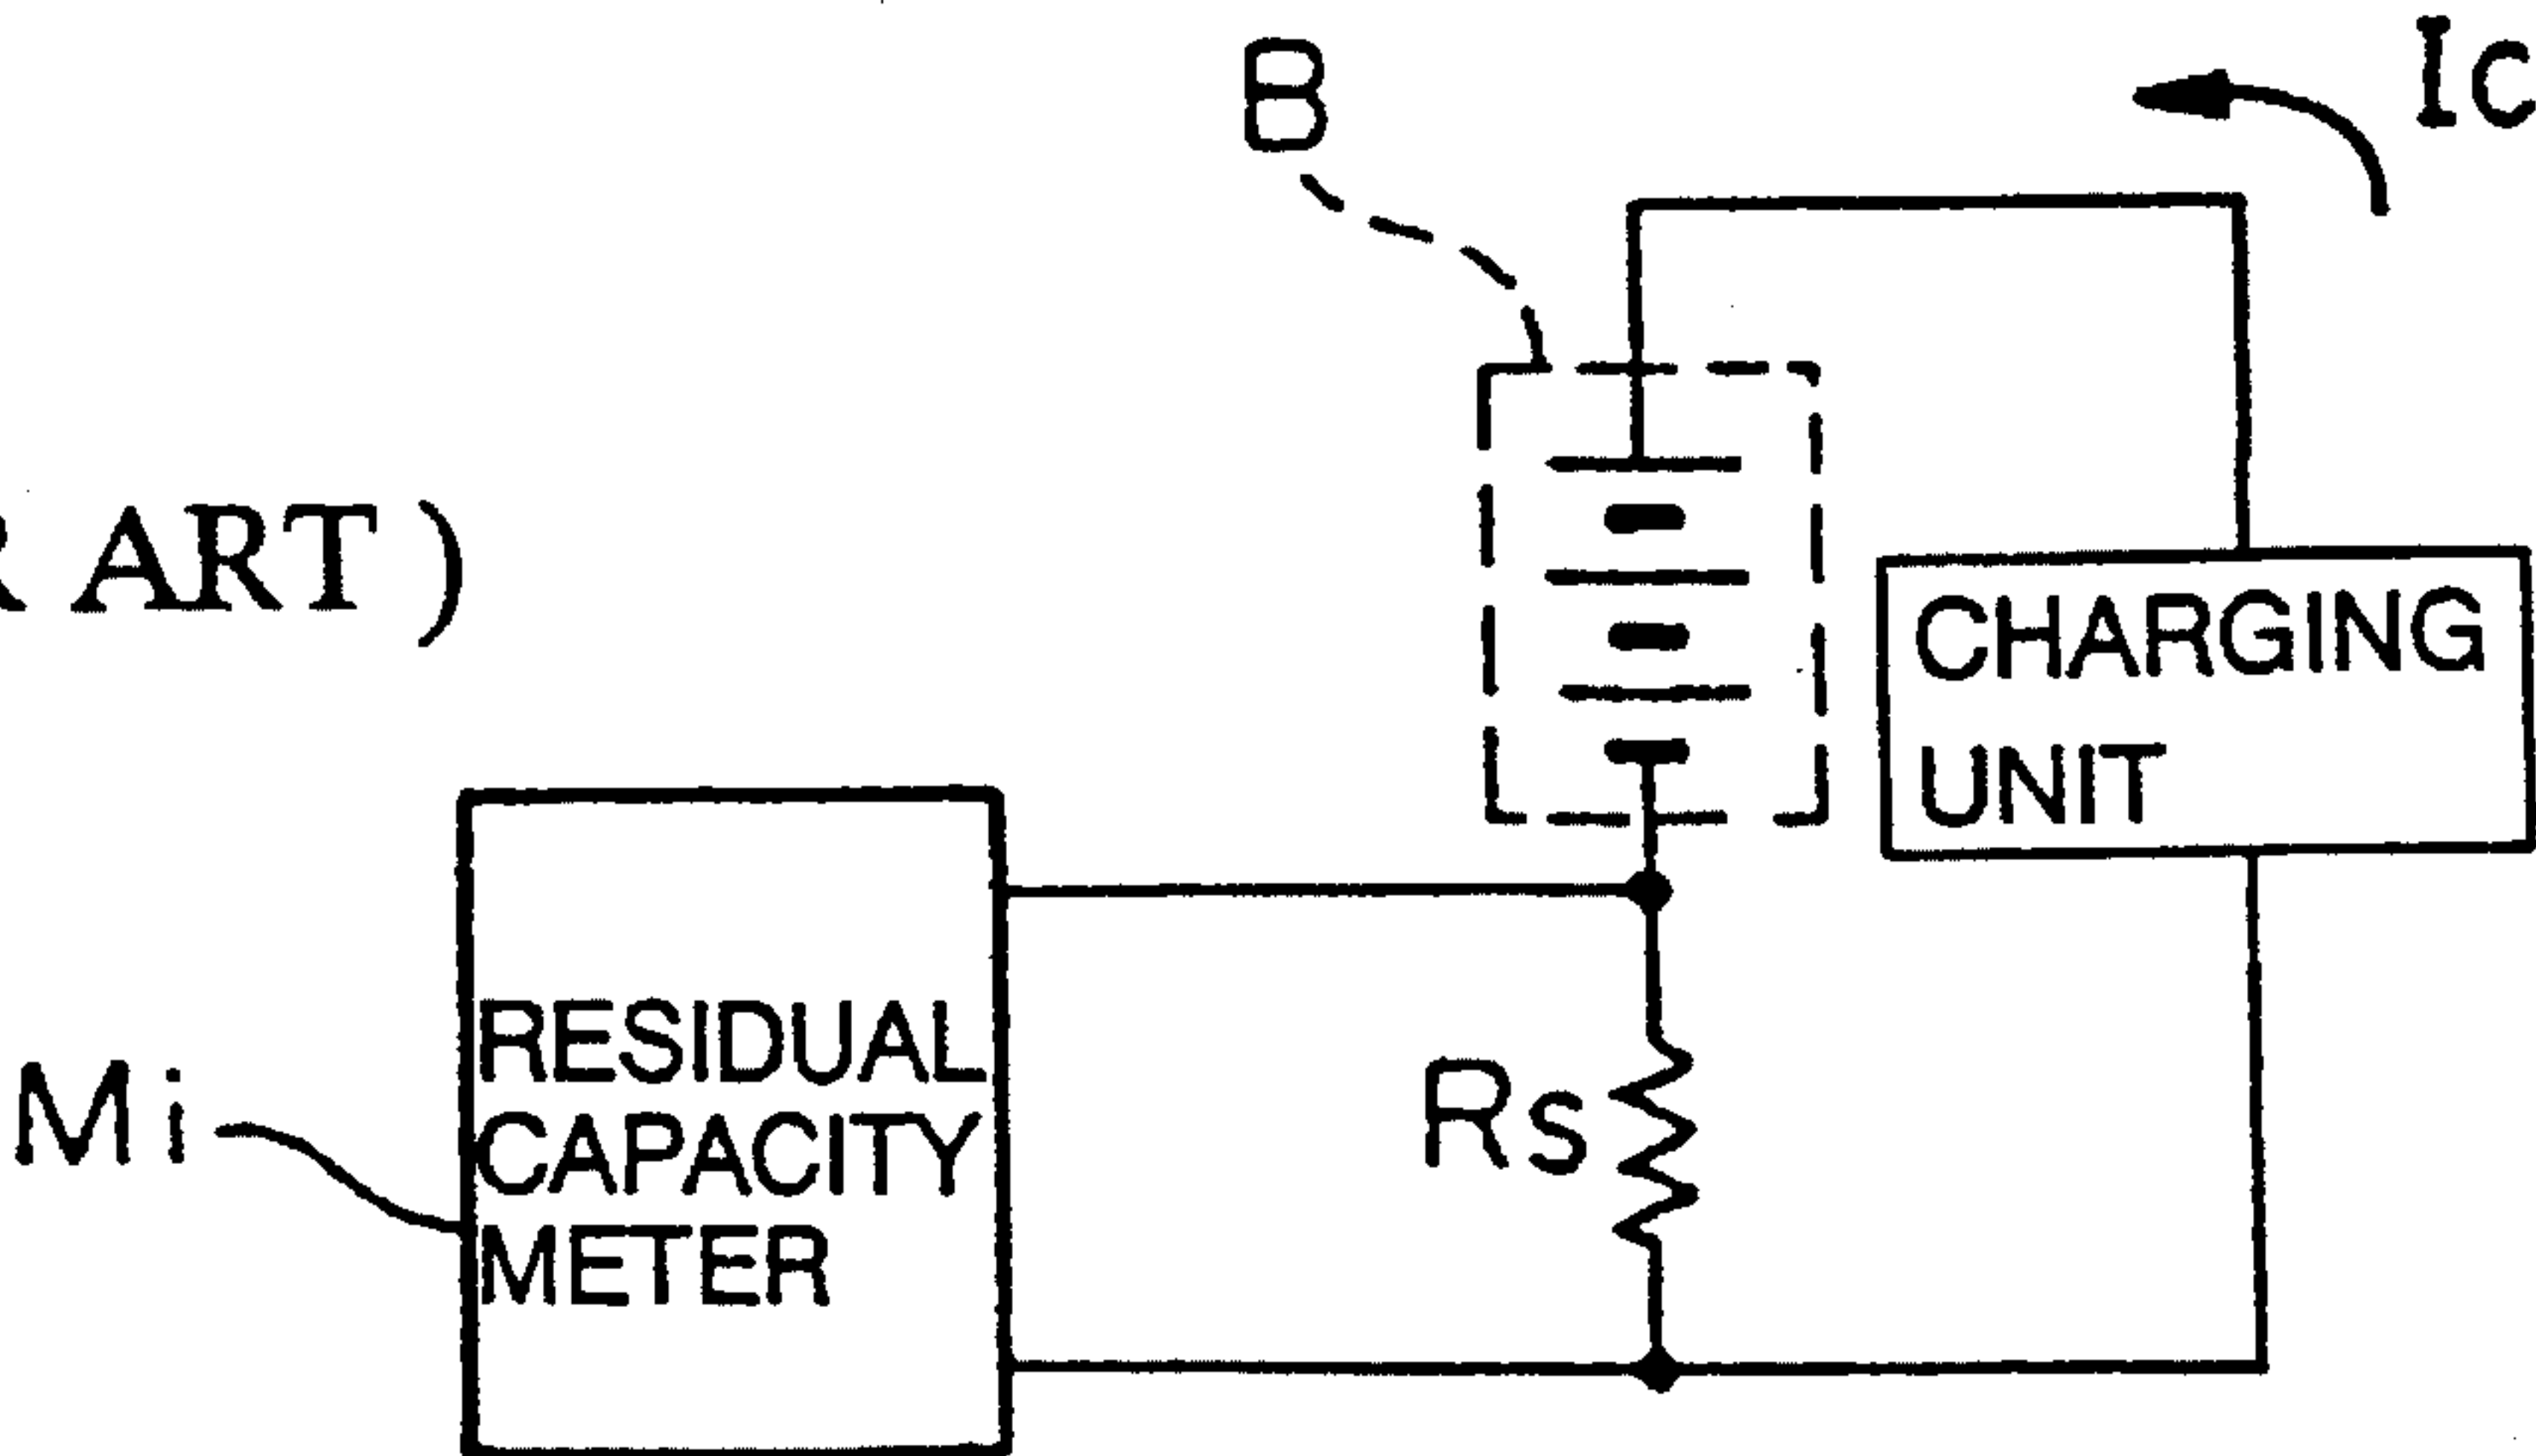 B
Ic
R ART)
CHARGING
UNIT
RESIDUAL
CAPACITY
METER
Mi
Rs